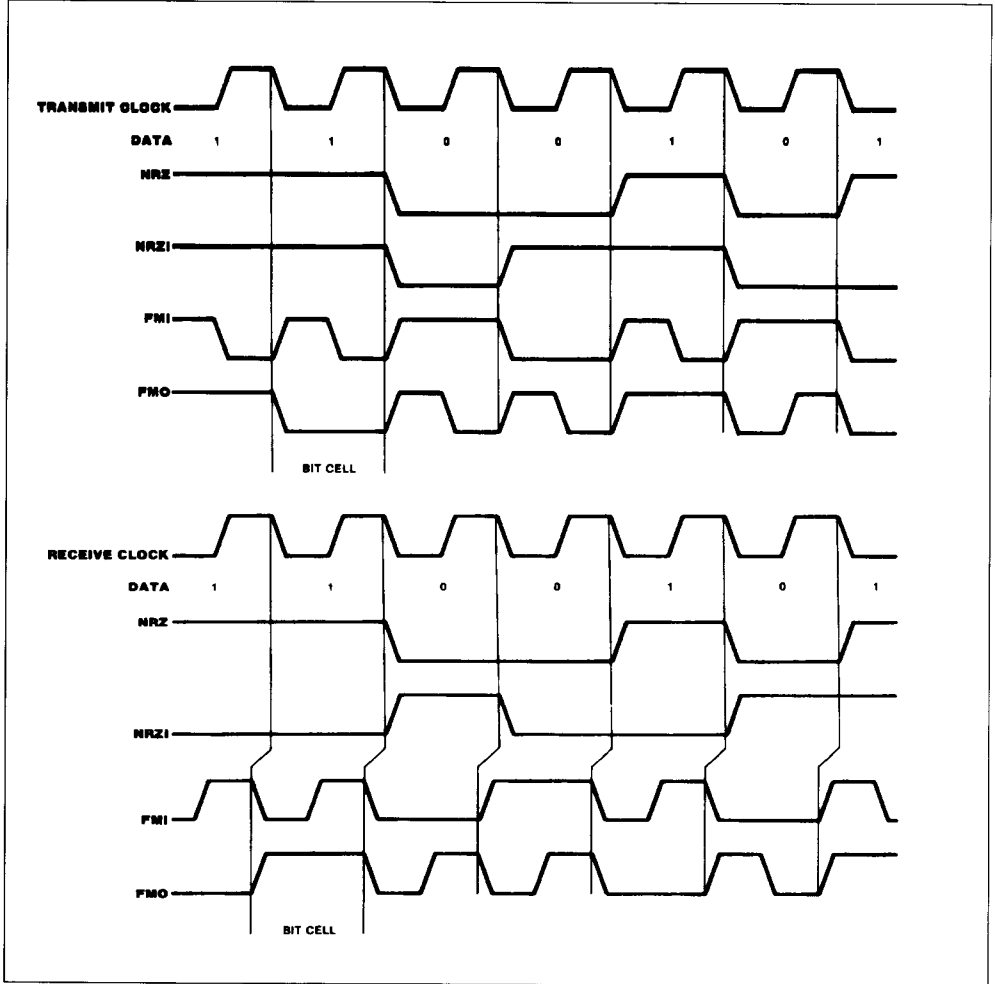 TRANSMIT CLOCK
DATA 1 1 0 0 1 0 1
NRZ
NRZI
FMI
FMO
BIT CELL
RECEIVE CLOCK
DATA 1 1 0 0 1 0 1
NRZ
NRZI
FMI
FMO
BIT CELL